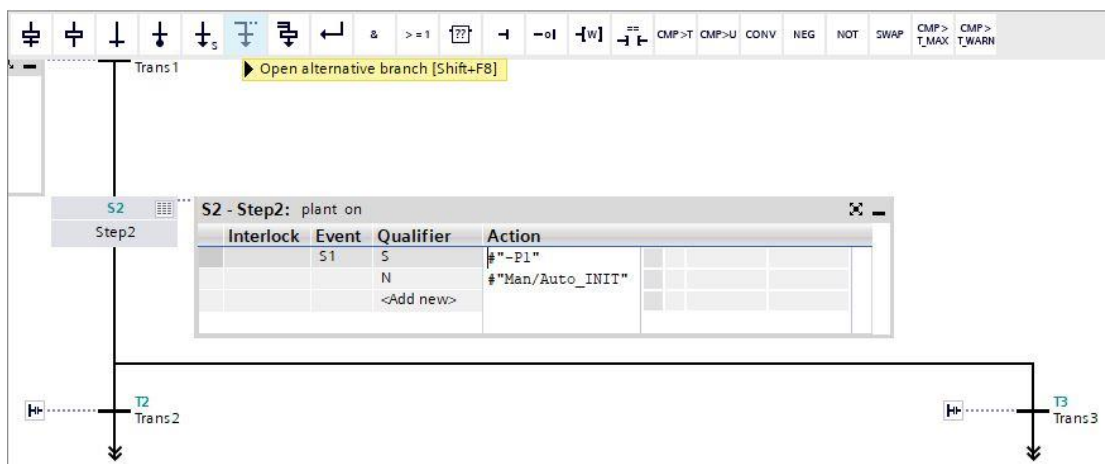 S & >=1 ?? W == CMP>T CMP>U CONV NEG NOT SWAP CMP> T_MAX CMP> T_WARN
Trans1
Open alternative branch [Shift+F8]
S2
Step2
S2 - Step2: plant on
Interlock Event Qualifier Action
S1 S #"-P1"
N #"Man/Auto_INIT"
<Add new>
T2
Trans2
T3
Trans3